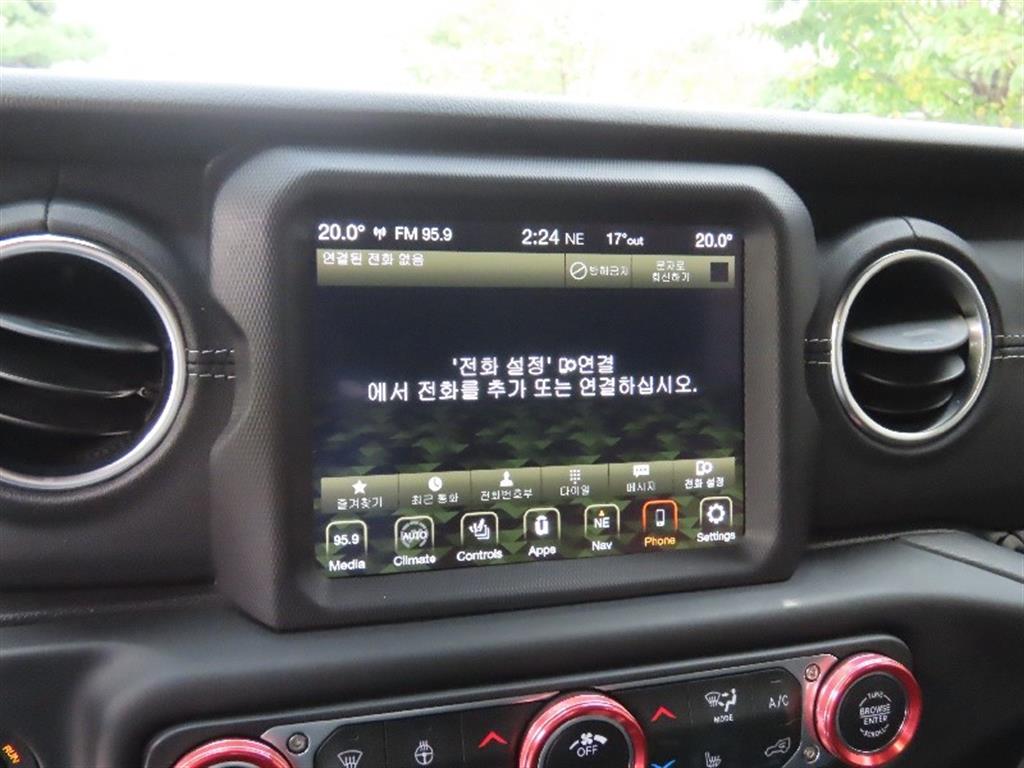 20.0° FM 95.9 2:24 NE 17°out 20.0°
연결된 전화 없음
방해금지
문자로
회신하기
'전화 설정' 연결
에서 전화를 추가 또는 연결하십시오.
즐겨찾기 최근 통화 전화번호부 다이얼 메시지 전화 설정
95.9 AUTO NE
Media Climate Controls Apps Nav Phone Settings
MODE
A/C
OFF
TUNE
BROWSE
ENTER
SCROLL
RUN